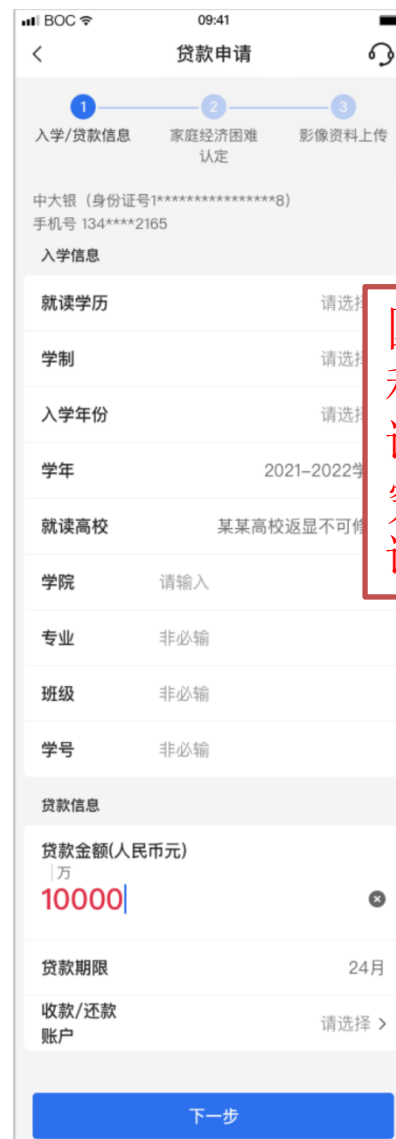 BOC 09:41
贷款申请
1 2 3
入学/贷款信息 家庭经济困难认定 影像资料上传
中大银（身份证号1****************8）
手机号 134****2165
入学信息
就读学历 请选择
学制 请选择
入学年份 请选择
学年 2021-2022学
就读高校 某某高校返显不可修
学院 请输入
专业 非必输
班级 非必输
学号 非必输
贷款信息
贷款金额(人民币元)
万
10000
贷款期限 24月
收款/还款账户 请选择 >
下一步